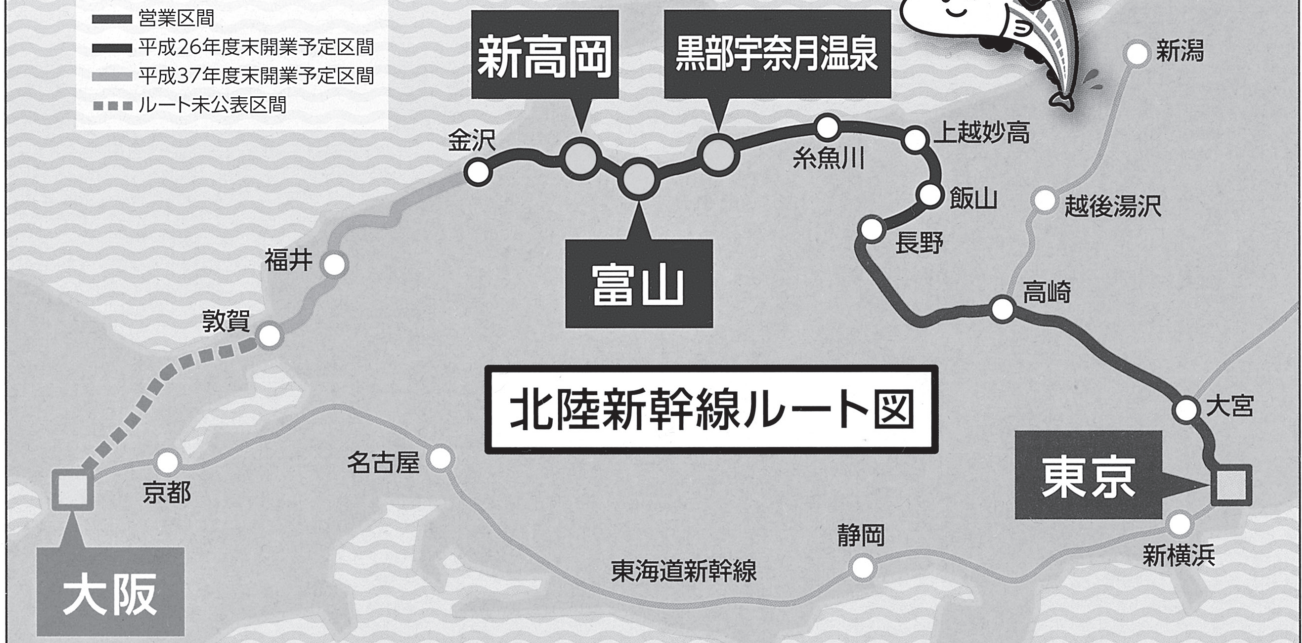 営業区間
平成26年度末開業予定区間
平成37年度末開業予定区間
ルート未公表区間
新高岡
黒部宇奈月温泉
新潟
金沢
糸魚川
上越妙高
飯山
越後湯沢
長野
福井
富山
高崎
敦賀
北陸新幹線ルート図
大宮
名古屋
東京
京都
静岡
新横浜
東海道新幹線
大阪